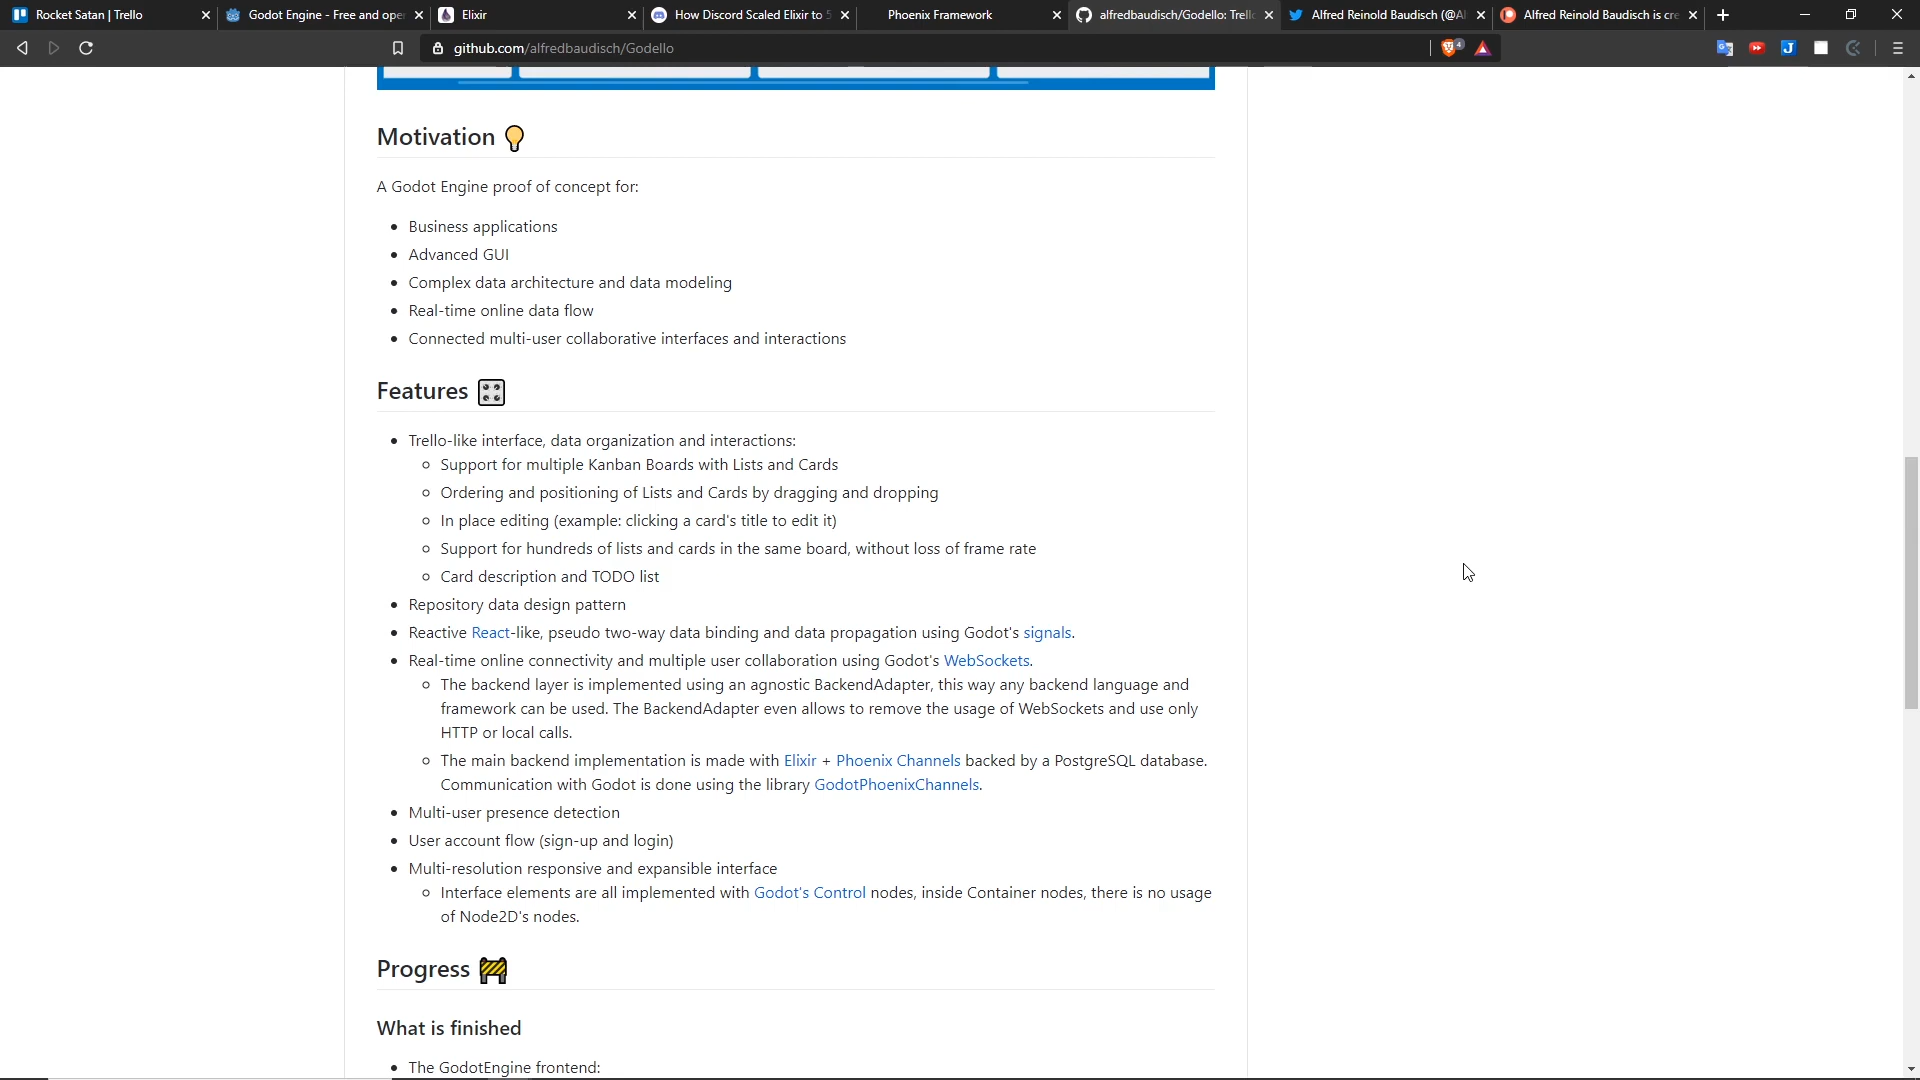 Rocket Satan | Trello
Godot Engine - Free and ope
Elixir
How Discord Scaled Elixir to 5
Phoenix Framework
alfredbaudisch/Godello: Trell
Alfred Reinold Baudisch (@Al
Alfred Reinold Baudisch is cre
github.com/alfredbaudisch/Godello
4
J
Motivation
A Godot Engine proof of concept for:
Business applications
Advanced GUI
Complex data architecture and data modeling
Real-time online data flow
Connected multi-user collaborative interfaces and interactions
Features
Trello-like interface, data organization and interactions:
Support for multiple Kanban Boards with Lists and Cards
Ordering and positioning of Lists and Cards by dragging and dropping
In place editing (example: clicking a card's title to edit it)
Support for hundreds of lists and cards in the same board, without loss of frame rate
Card description and TODO list
Repository data design pattern
Reactive React-like, pseudo two-way data binding and data propagation using Godot's signals.
Real-time online connectivity and multiple user collaboration using Godot's WebSockets.
The backend layer is implemented using an agnostic BackendAdapter, this way any backend language and
framework can be used. The BackendAdapter even allows to remove the usage of WebSockets and use only
HTTP or local calls.
The main backend implementation is made with Elixir + Phoenix Channels backed by a PostgreSQL database.
Communication with Godot is done using the library GodotPhoenixChannels.
Multi-user presence detection
User account flow (sign-up and login)
Multi-resolution responsive and expansible interface
Interface elements are all implemented with Godot's Control nodes, inside Container nodes, there is no usage
of Node2D's nodes.
Progress
What is finished
The GodotEngine frontend: